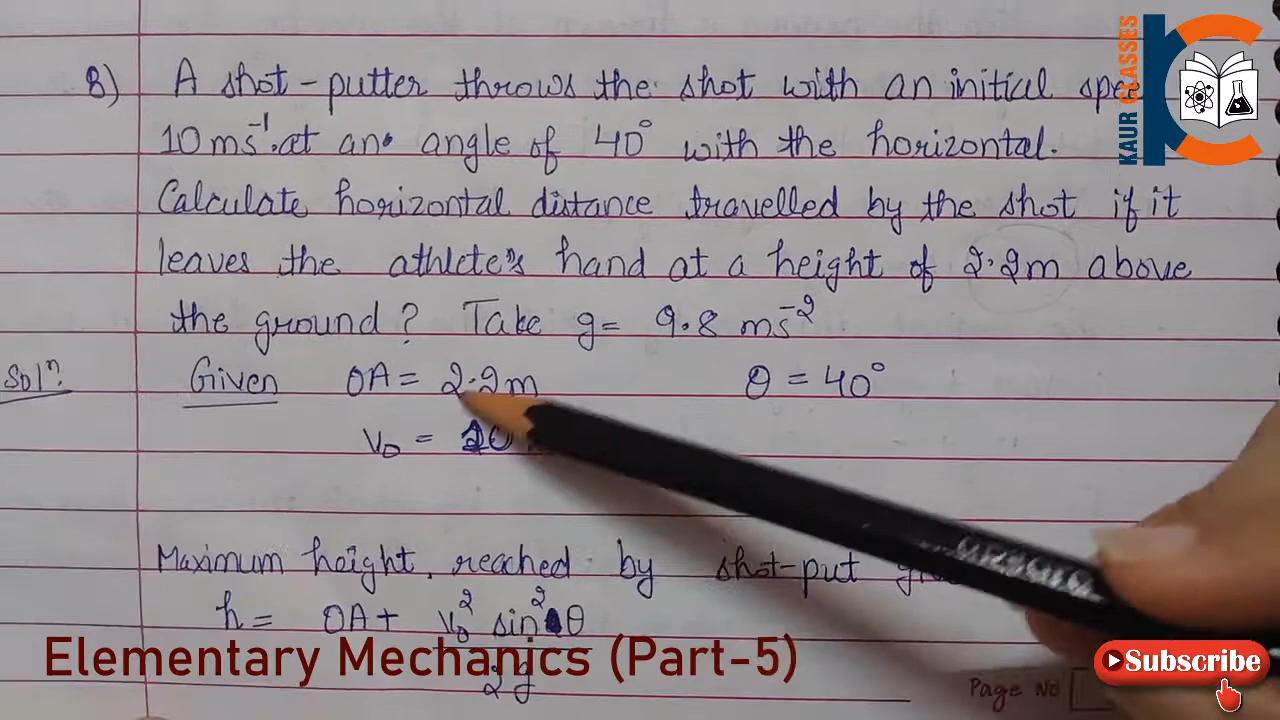 KAUR CLASSES
8) A shot-putter throws the shot with an initial
10 ms⁻¹. at an angle of 40° with the horizontal.
Calculate horizontal distance travelled by the shot if it
leaves the athlete's hand at a height of 2.2m above
the ground? Take g= 9.8 ms⁻²
Solⁿ. Given OA = 2.2m θ = 40°
v₀ = 10
Maximum height, reached by shot-put
h = OA + v₀² sin²θ
2g
Elementary Mechanics (Part-5)
Subscribe
Page No